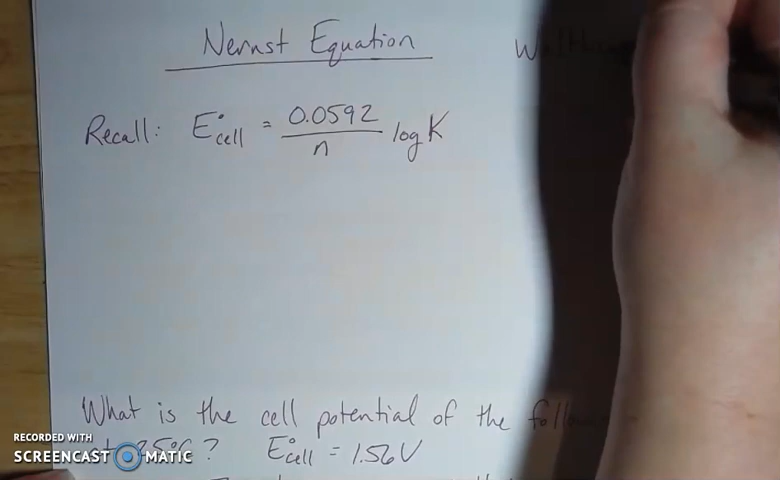 Nernst Equation
Recall: E°cell = 0.0592 / n log K
What is the cell potential of the
25°C? E°cell = 1.56V
RECORDED WITH
SCREENCAST MATIC